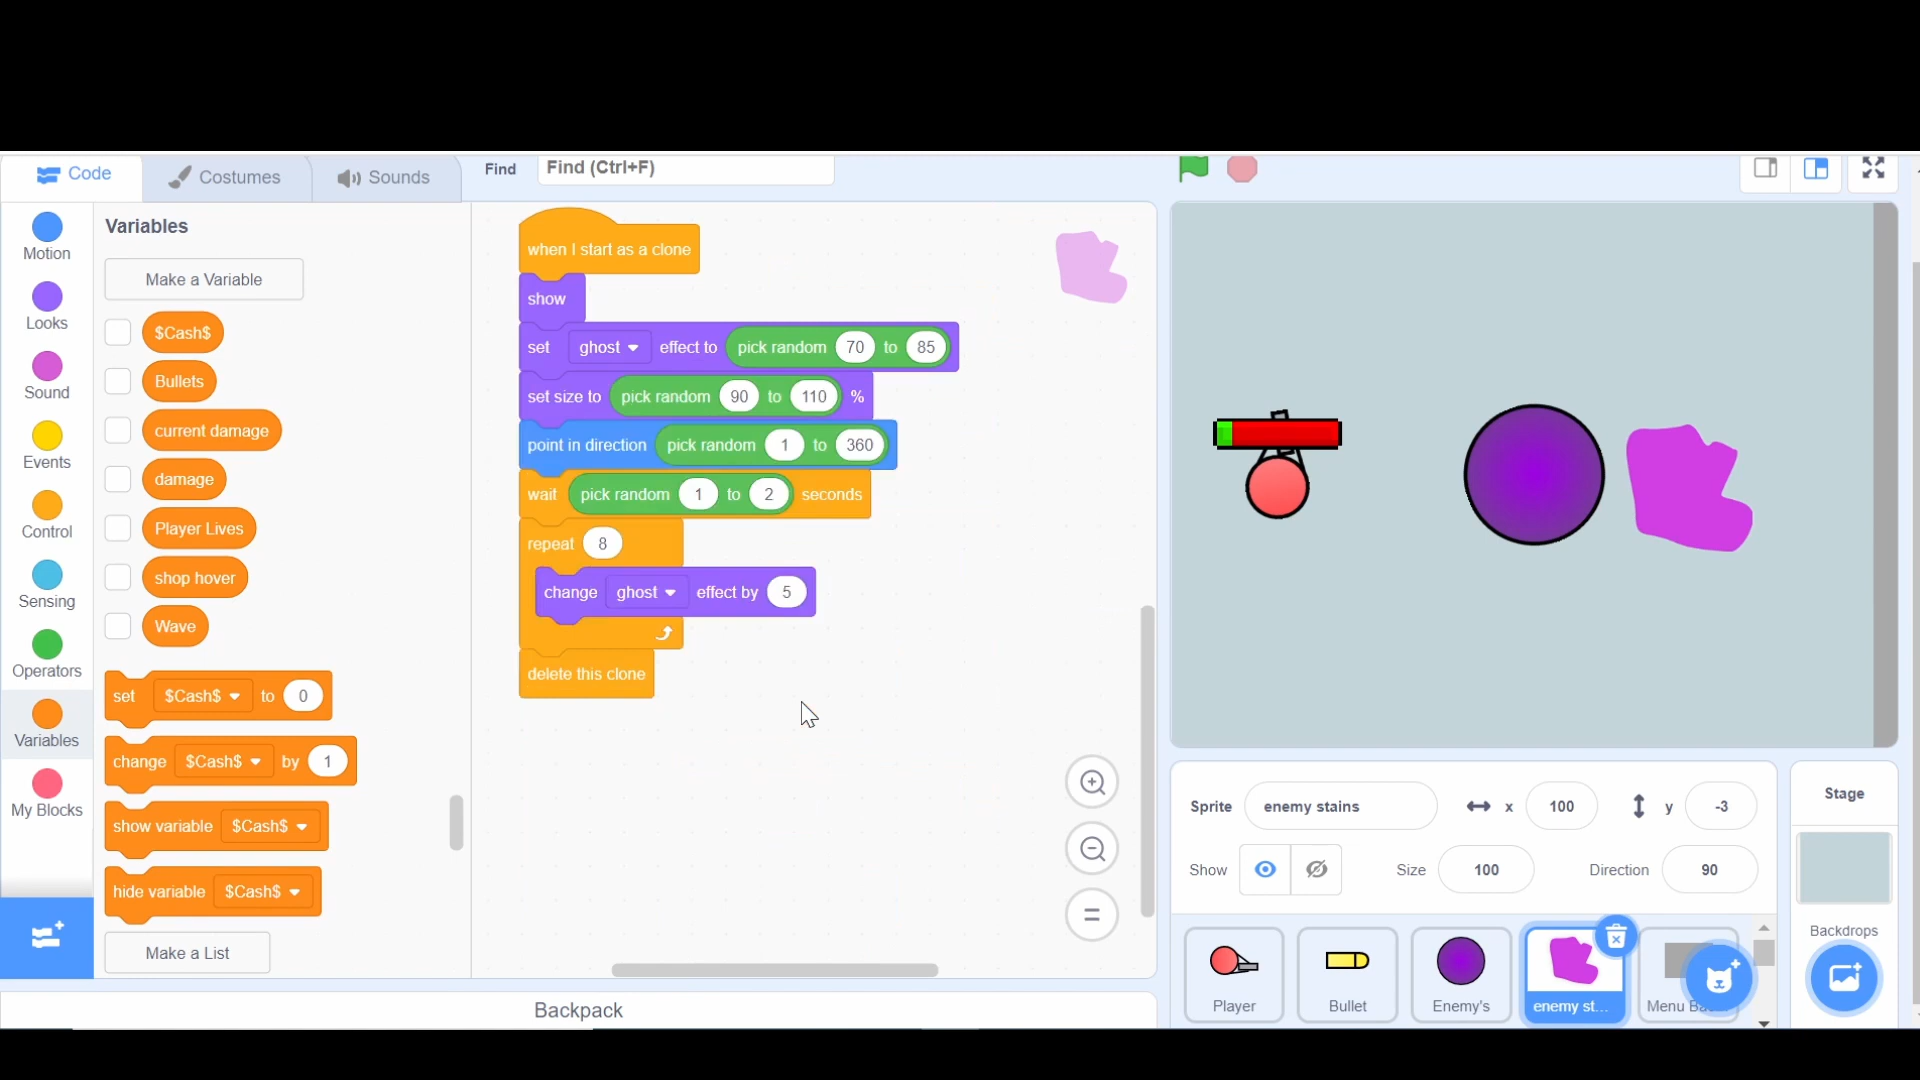 Code
Costumes
Sounds
Find
Find (Ctrl+F)
Motion
Looks
Sound
Events
Control
Sensing
Operators
Variables
My Blocks
Variables
Make a Variable
$Cash$
Bullets
current damage
damage
Player Lives
shop hover
Wave
set $Cash$ to 0
change $Cash$ by 1
show variable $Cash$
hide variable $Cash$
Make a List
when I start as a clone
show
set ghost effect to pick random 70 to 85
set size to pick random 90 to 110 %
point in direction pick random 1 to 360
wait pick random 1 to 2 seconds
repeat 8
change ghost effect by 5
delete this clone
Backpack
Sprite enemy stains x 100 y -3
Show Size 100 Direction 90
Player
Bullet
Enemy's
enemy st...
Menu
Stage
Backdrops